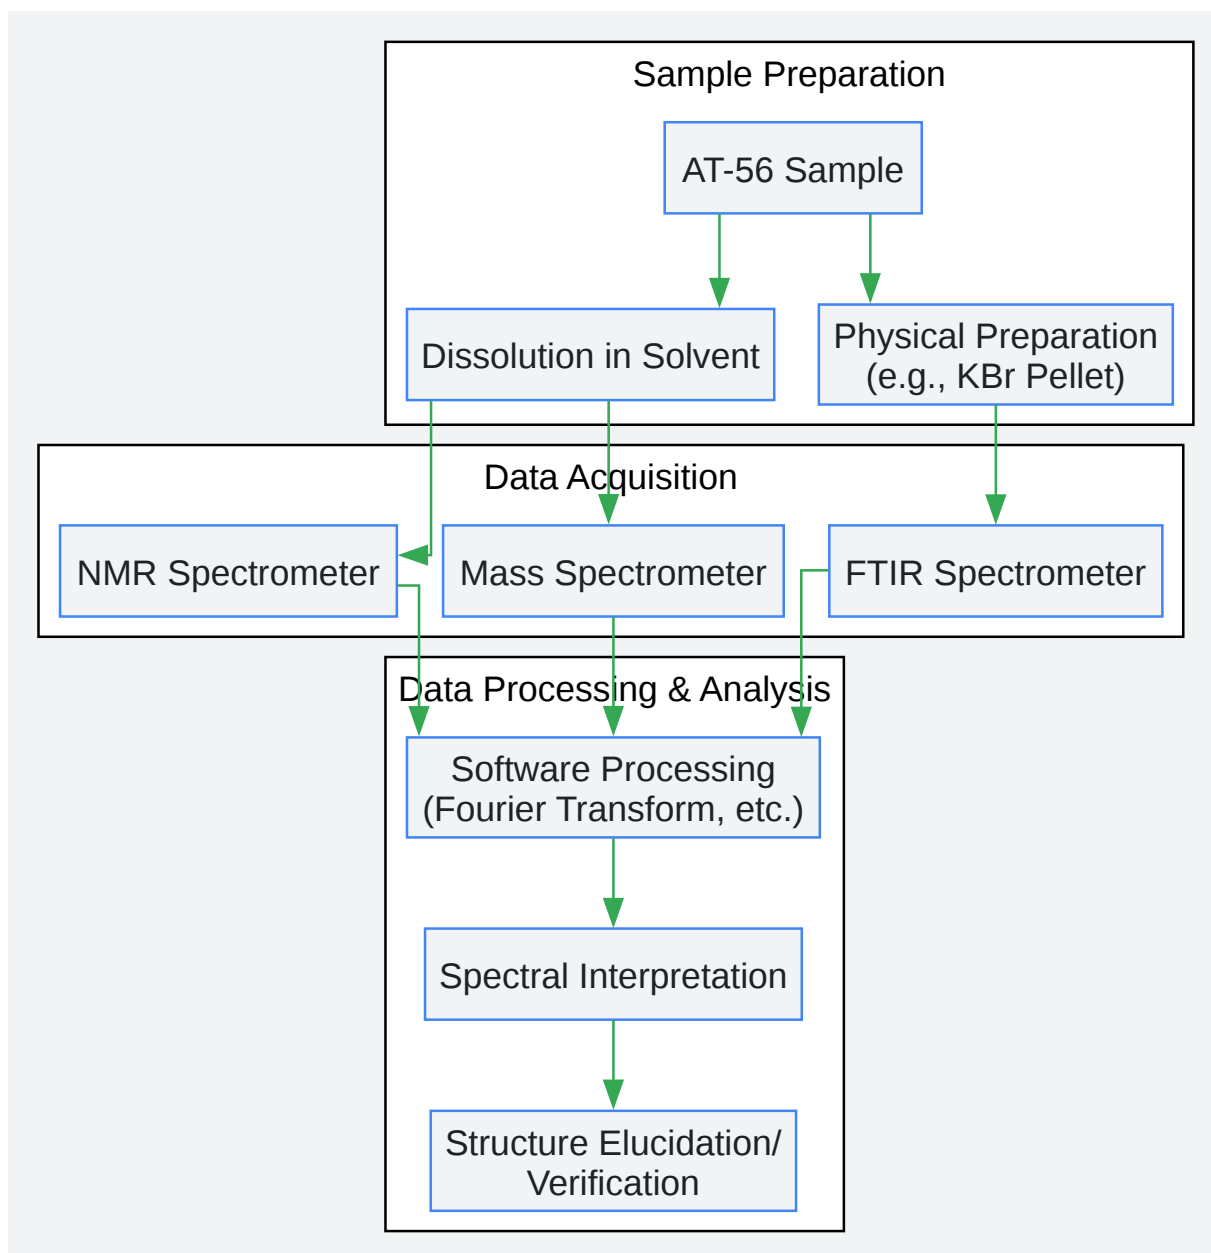 Sample Preparation
AT-56 Sample
Dissolution in Solvent
Physical Preparation
(e.g., KBr Pellet)
Data Acquisition
NMR Spectrometer
Mass Spectrometer
FTIR Spectrometer
Data Processing & Analysis
Software Processing
(Fourier Transform, etc.)
Spectral Interpretation
Structure Elucidation/
Verification